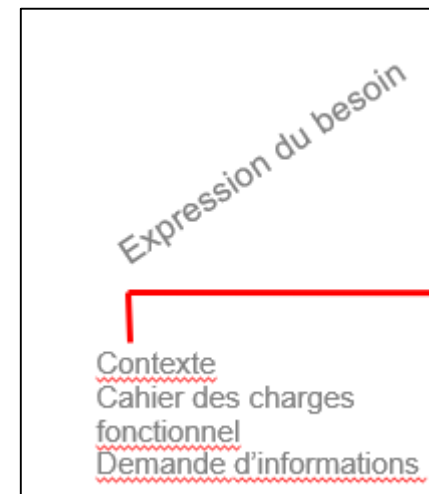 Expression du besoin
Contexte
Cahier des charges
fonctionnel
Demande d'informations